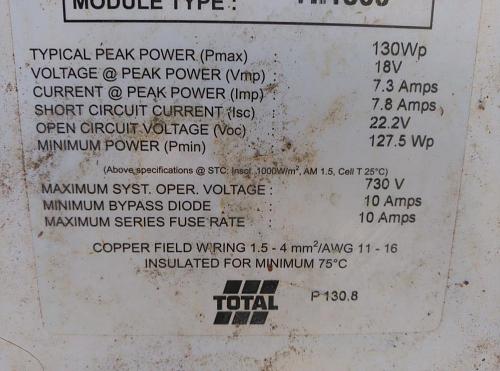 MODULE TYPE :
TYPICAL PEAK POWER (Pmax) : 130Wp
VOLTAGE @ PEAK POWER (Vmp) : 18V
CURRENT @ PEAK POWER (Imp) : 7.3 Amps
SHORT CIRCUIT CURRENT (Isc) : 7.8 Amps
OPEN CIRCUIT VOLTAGE (Voc) : 22.2V
MINIMUM POWER (Pmin) : 127.5 Wp
(Above specifications @ STC: Insol. 1000W/m², AM 1.5, Cell T 25°C)
MAXIMUM SYST. OPER. VOLTAGE : 730 V
MINIMUM BYPASS DIODE : 10 Amps
MAXIMUM SERIES FUSE RATE : 10 Amps
COPPER FIELD WIRING 1.5 - 4 mm²/AWG 11 - 16
INSULATED FOR MINIMUM 75°C
TOTAL
P 130.8